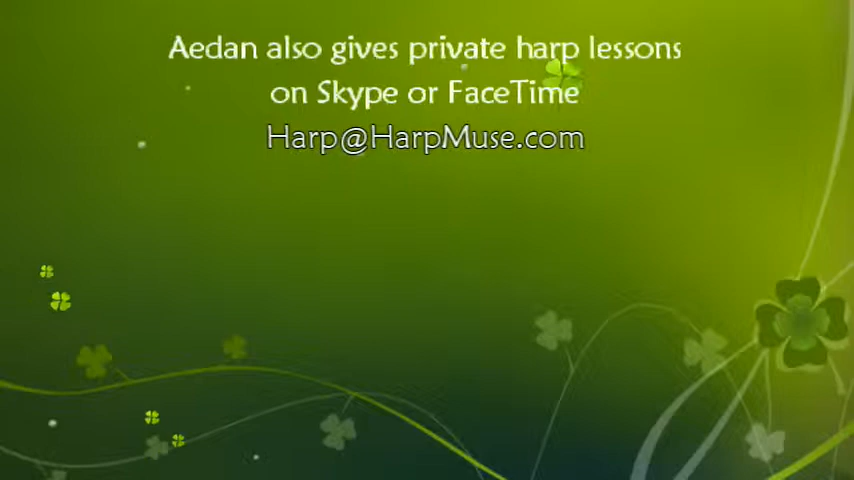 Aedan also gives private harp lessons
on Skype or FaceTime
Harp@HarpMuse.com